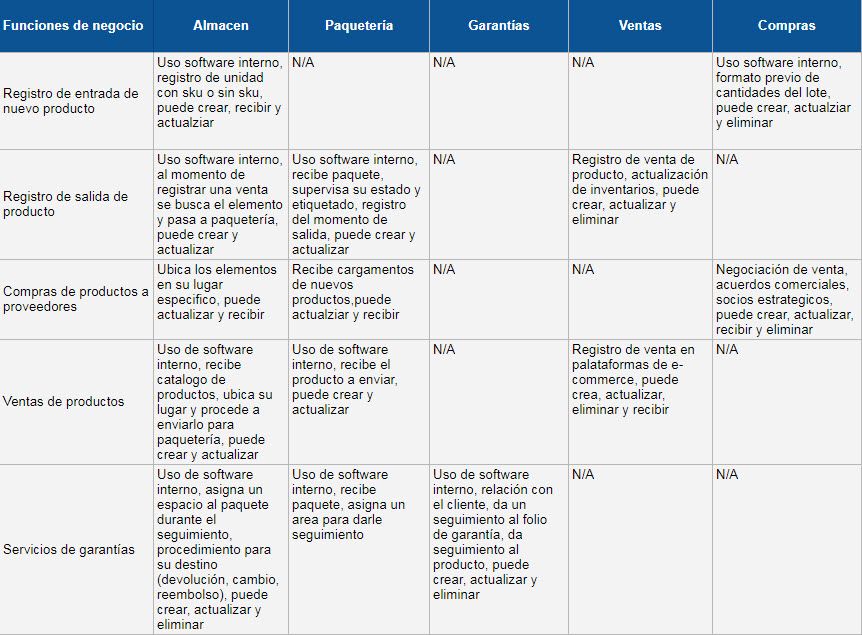 Funciones de negocio
Almacen
Paquetería
Garantías
Ventas
Compras
Registro de entrada de
nuevo producto
Uso software interno,
registro de unidad
con sku o sin sku,
puede crear, recibir y
actualziar
N/A
N/A
N/A
Uso software interno,
formato previo de
cantidades del lote,
puede crear, actualziar
y eliminar
Registro de salida de
producto
Uso software interno,
al momento de
registrar una venta
se busca el elemento
y pasa a paquetería,
puede crear y
actualizar
Uso software interno,
recibe paquete,
supervisa su estado y
etiquetado, registro
del momento de
salida, puede crear y
actualizar
N/A
Registro de venta de
producto, actualización
de inventarios, puede
crear, actualizar y
eliminar
N/A
Compras de productos a
proveedores
Ubica los elementos
en su lugar
especifico, puede
actualizar y recibir
Recibe cargamentos
de nuevos
productos,puede
actualziar y recibir
N/A
N/A
Negociación de venta,
acuerdos comerciales,
socios estrategicos,
puede crear, actualizar,
recibir y eliminar
Ventas de productos
Uso de software
interno, recibe
catalogo de
productos, ubica su
lugar y procede a
enviarlo para
paquetería, puede
crear y actualizar
Uso de software
interno, recibe el
producto a enviar,
puede crear y
actualizar
N/A
Registro de venta en
palataformas de e-
commerce, puede
crea, actualizar,
eliminar y recibir
N/A
Servicios de garantías
Uso de software
interno, asigna un
espacio al paquete
durante el
seguimiento,
procedimiento para
su destino
(devolución, cambio,
reembolso), puede
crear, actualizar y
eliminar
Uso de software
interno, recibe
paquete, asigna un
area para darle
seguimiento
Uso de software
interno, relación con
el cliente, da un
seguimiento al folio
de garantía, da
seguimiento al
producto, puede
crear, actualizar y
eliminar
N/A
N/A